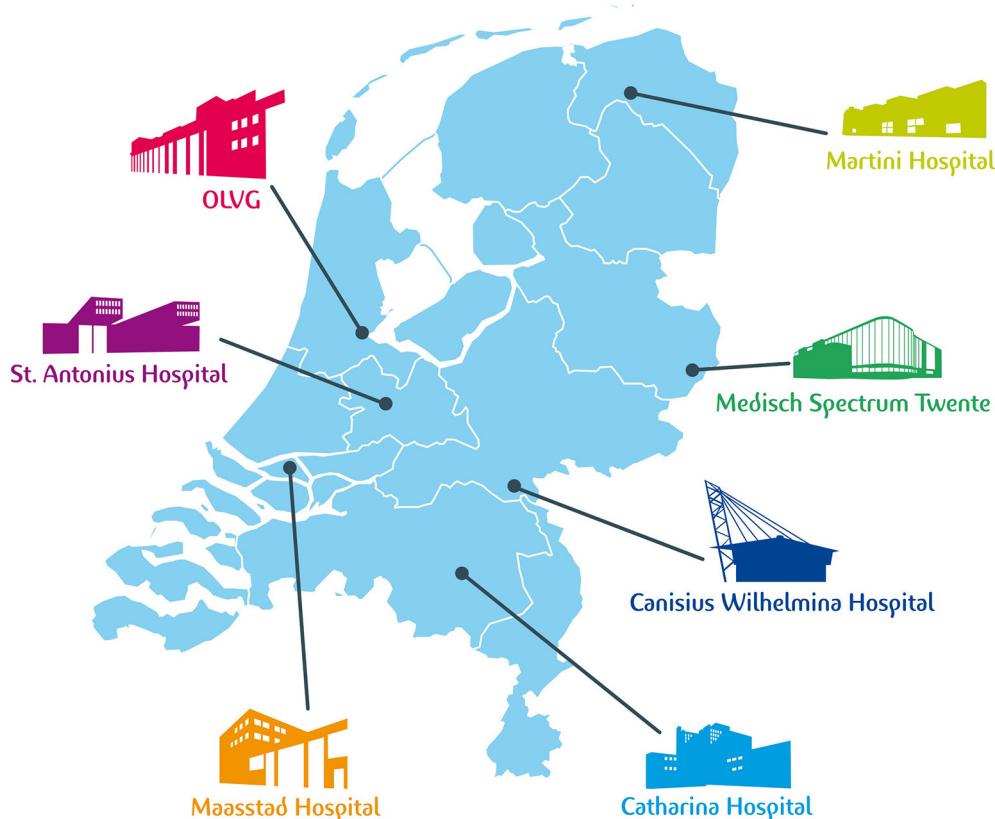 Martini Hospital
OLVG
St. Antonius Hospital
Medisch Spectrum Twente
Canisius Wilhelmina Hospital
Maasstad Hospital
Catharina Hospital